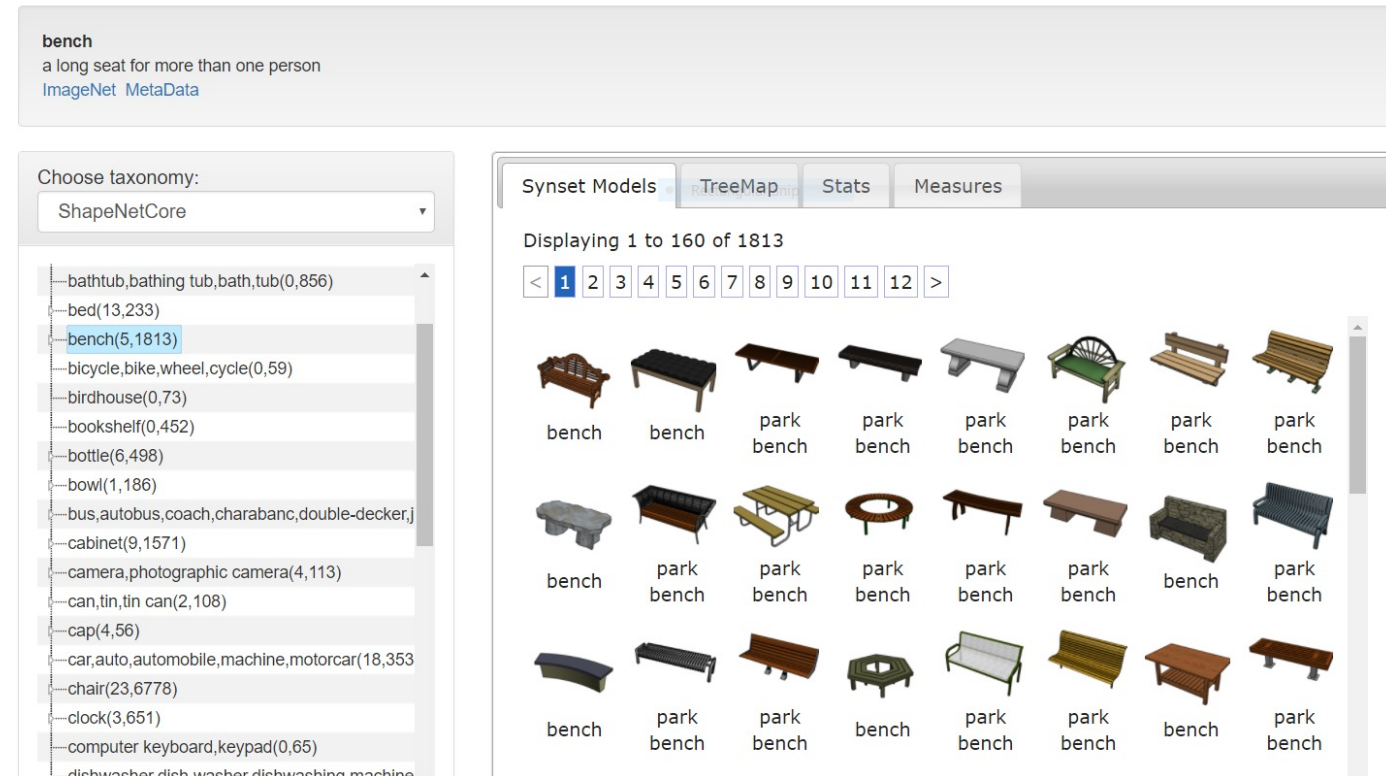 bench
a long seat for more than one person
ImageNet MetaData
Choose taxonomy:
ShapeNetCore
bathtub,bathing tub,bath,tub(0,856)
bed(13,233)
bench(5,1813)
bicycle,bike,wheel,cycle(0,59)
birdhouse(0,73)
bookshelf(0,452)
bottle(6,498)
bowl(1,186)
bus,autobus,coach,charabanc,double-decker,j
cabinet(9,1571)
camera,photographic camera(4,113)
can,tin,tin can(2,108)
cap(4,56)
car,auto,automobile,machine,motorcar(18,353
chair(23,6778)
clock(3,651)
computer keyboard,keypad(0,65)
dishwasher,dish washer,dishwashing machine
Synset Models TreeMap Stats Measures
Displaying 1 to 160 of 1813
< 1 2 3 4 5 6 7 8 9 10 11 12 >
bench bench park bench park bench park bench park bench park bench park bench
bench park bench park bench park bench park bench park bench bench park bench
bench park bench park bench bench park bench park bench bench park bench